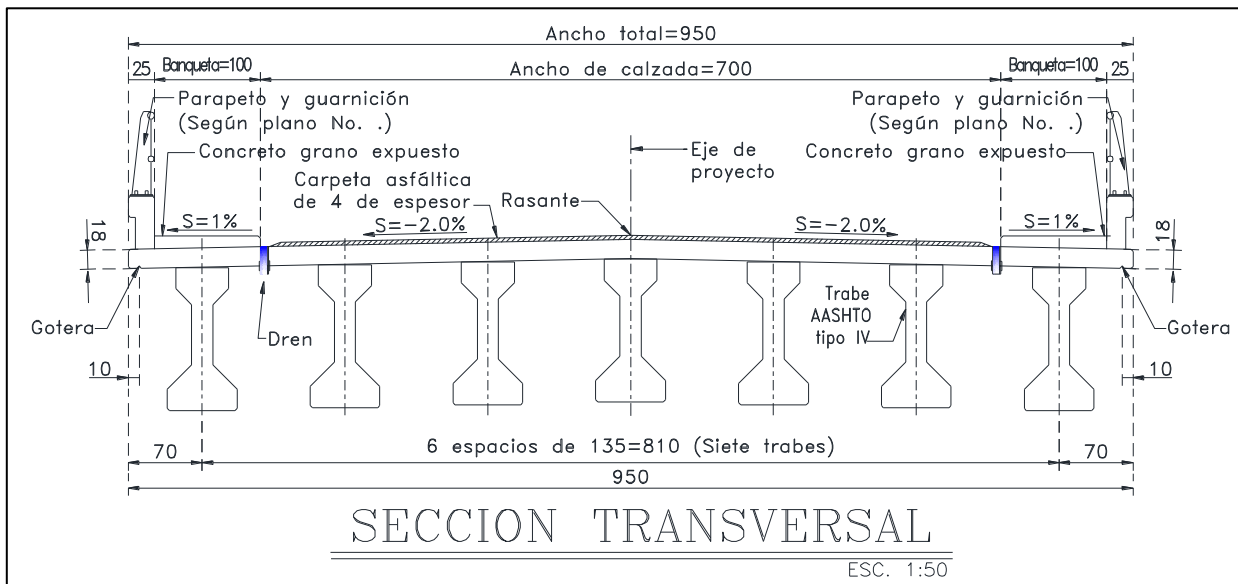 Ancho total=950
25
Banqueta=100
Ancho de calzada=700
Banqueta=100
25
Parapeto y guarnición
(Según plano No. .)
Parapeto y guarnición
(Según plano No. .)
Concreto grano expuesto
Eje de
proyecto
Concreto grano expuesto
Carpeta asfáltica
de 4 de espesor
Rasante
S=1%
S=-2.0%
S=-2.0%
S=1%
18
18
Gotera
Dren
Trabe
AASHTO
tipo IV
Gotera
10
10
70
6 espacios de 135=810 (Siete trabes)
70
950
SECCION TRANSVERSAL
ESC. 1:50